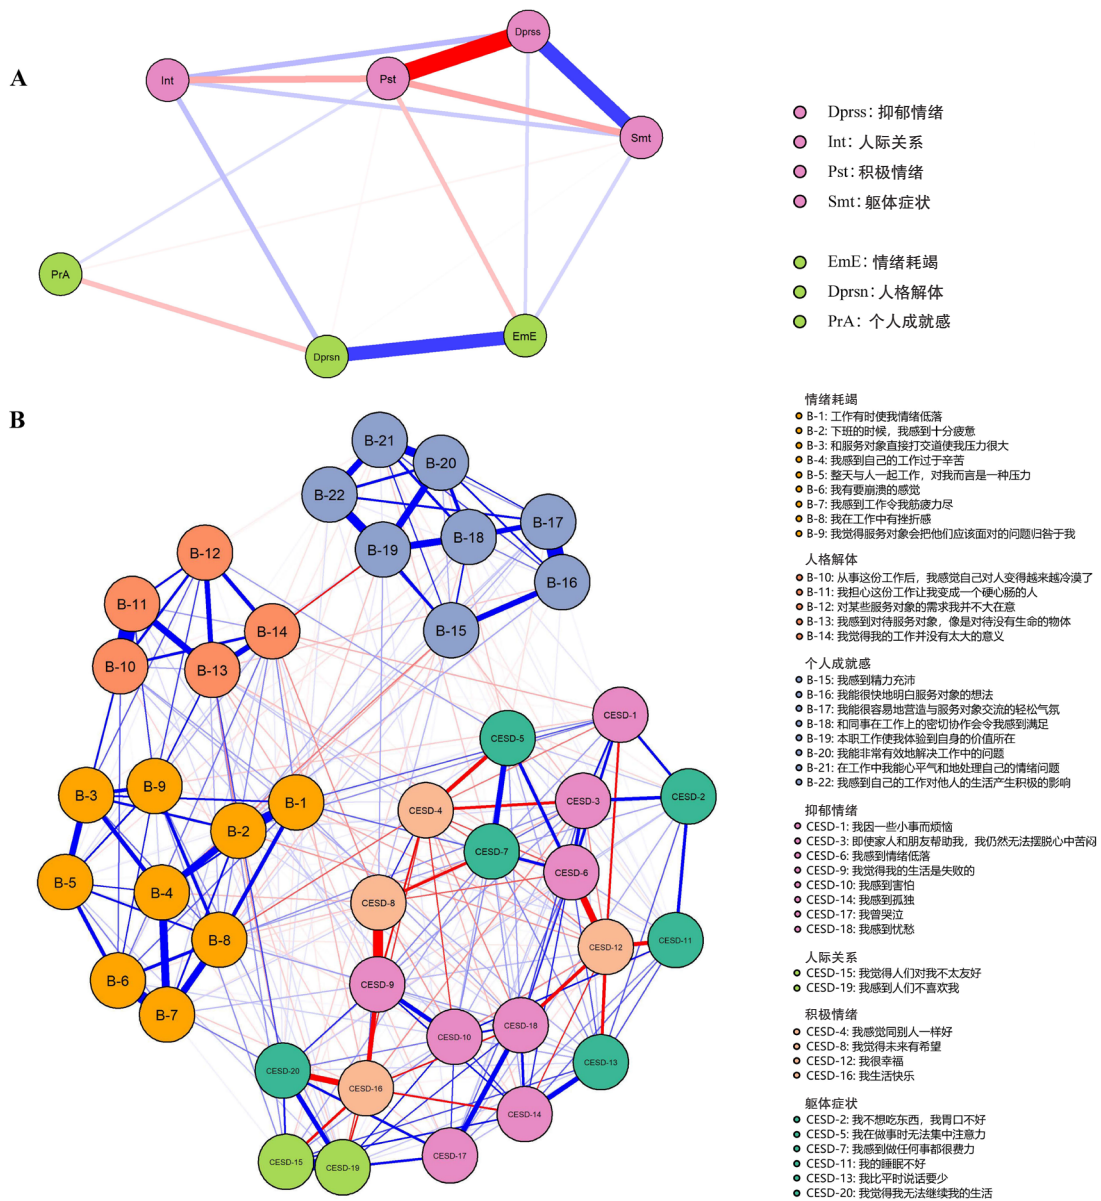 A
Dprss
Int
Pst
Smt
PrA
Dprsn
EmE
Dprss: 抑郁情绪
Int: 人际关系
Pst: 积极情绪
Smt: 躯体症状
EmE: 情绪耗竭
Dprsn: 人格解体
PrA: 个人成就感
B
B-21
B-20
B-22
B-17
B-18
B-19
B-16
B-15
B-12
B-11
B-14
B-10
B-13
B-9
B-3
B-1
B-2
B-5
B-4
B-8
B-6
B-7
CESD-1
CESD-5
CESD-2
CESD-3
CESD-4
CESD-7
CESD-6
CESD-8
CESD-12
CESD-11
CESD-9
CESD-18
CESD-10
CESD-13
CESD-20
CESD-16
CESD-14
CESD-17
CESD-15
CESD-19
情绪耗竭
B-1: 工作有时使我情绪低落
B-2: 下班的时候，我感到十分疲惫
B-3: 和服务对象直接打交道使我压力很大
B-4: 我感到自己的工作过于辛苦
B-5: 整天与人一起工作，对我而言是一种压力
B-6: 我有要崩溃的感觉
B-7: 我感到工作令我筋疲力尽
B-8: 我在工作中有挫折感
B-9: 我觉得服务对象会把他们应该面对的问题归咎于我
人格解体
B-10: 从事这份工作后，我感觉自己对人变得越来越冷漠了
B-11: 我担心这份工作让我变成一个硬心肠的人
B-12: 对某些服务对象的需求我并不大在意
B-13: 我感到对待服务对象，像是对待没有生命的物体
B-14: 我觉得我的工作并没有太大的意义
个人成就感
B-15: 我感到精力充沛
B-16: 我能很快地明白服务对象的想法
B-17: 我能很容易地营造与服务对象交流的轻松气氛
B-18: 和同事在工作上的密切协作会令我感到满足
B-19: 本职工作使我体验到自身的价值所在
B-20: 我能非常有效地解决工作中的问题
B-21: 在工作中我能心平气和地处理自己的情绪问题
B-22: 我感到自己的工作对他人的生活产生积极的影响
抑郁情绪
CESD-1: 我因一些小事而烦恼
CESD-3: 即使家人和朋友帮助我，我仍然无法摆脱心中苦闷
CESD-6: 我感到情绪低落
CESD-9: 我觉得我的生活是失败的
CESD-10: 我感到害怕
CESD-14: 我感到孤独
CESD-17: 我曾哭泣
CESD-18: 我感到忧愁
人际关系
CESD-15: 我觉得人们对我不太友好
CESD-19: 我感到人们不喜欢我
积极情绪
CESD-4: 我感觉同别人一样好
CESD-8: 我觉得未来有希望
CESD-12: 我很幸福
CESD-16: 我生活快乐
躯体症状
CESD-2: 我不想吃东西，我胃口不好
CESD-5: 我在做事时无法集中注意力
CESD-7: 我感到做任何事都很费力
CESD-11: 我的睡眠不好
CESD-13: 我比平时说话要少
CESD-20: 我觉得我无法继续我的生活